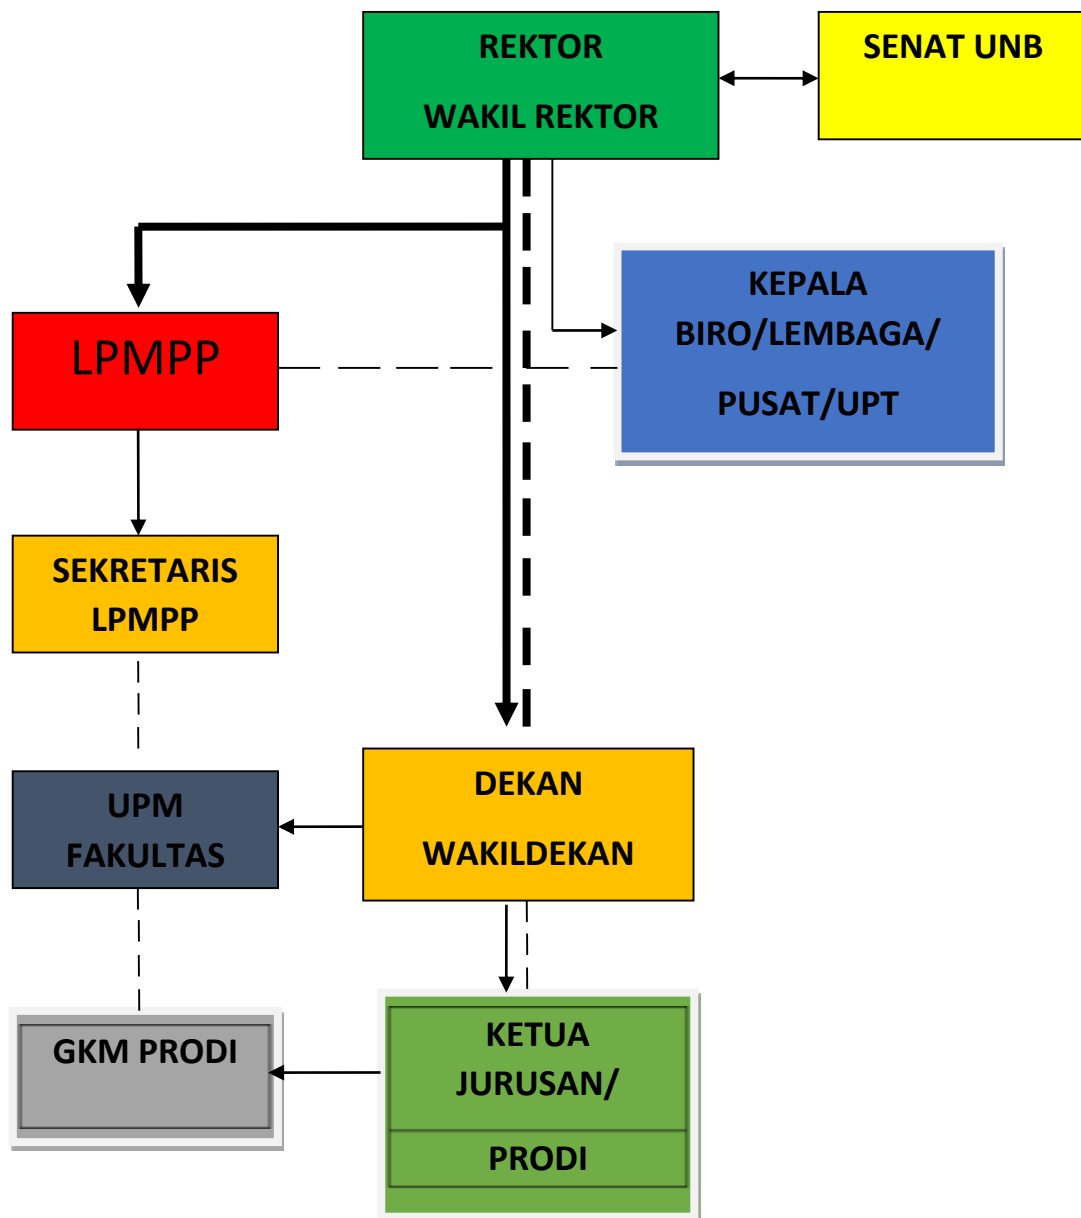 REKTOR
WAKIL REKTOR
SENAT UNB
KEPALA
BIRO/LEMBAGA/
PUSAT/UPT
LPMPP
SEKRETARIS
LPMPP
UPM
FAKULTAS
DEKAN
WAKILDEKAN
GKM PRODI
KETUA
JURUSAN/
PRODI